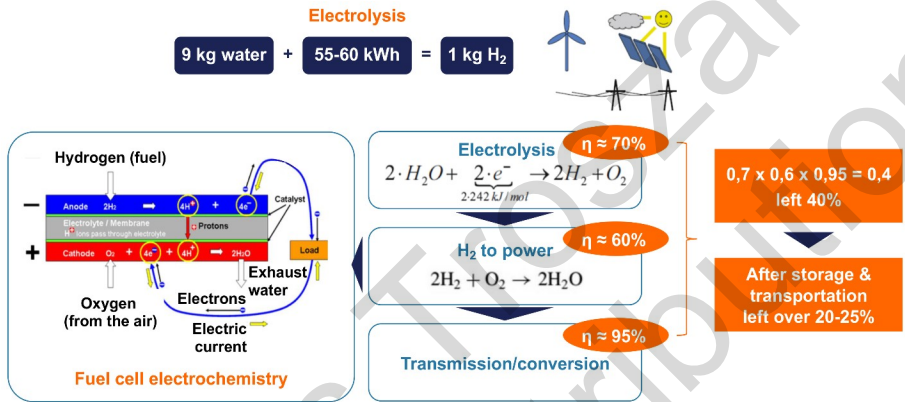 Electrolysis
9 kg water + 55-60 kWh = 1 kg H₂
Hydrogen (fuel)
− Anode 2H₂ → 4H⁺ + 4e⁻
Catalyst
Electrolyte / Membrane
H⁺ Ions pass through electrolyte
Protons
+ Cathode O₂ + 4e⁻ + 4H⁺ → 2H₂O
Load
Exhaust
water
Oxygen
(from the air)
Electrons
Electric
current
Fuel cell electrochemistry
η ≈ 70%
Electrolysis
2·H₂O + 2·e⁻ → 2H₂ + O₂
2·242 kJ/mol
η ≈ 60%
H₂ to power
2H₂ + O₂ → 2H₂O
η ≈ 95%
Transmission/conversion
0,7 x 0,6 x 0,95 = 0,4
left 40%
After storage &
transportation
left over 20-25%